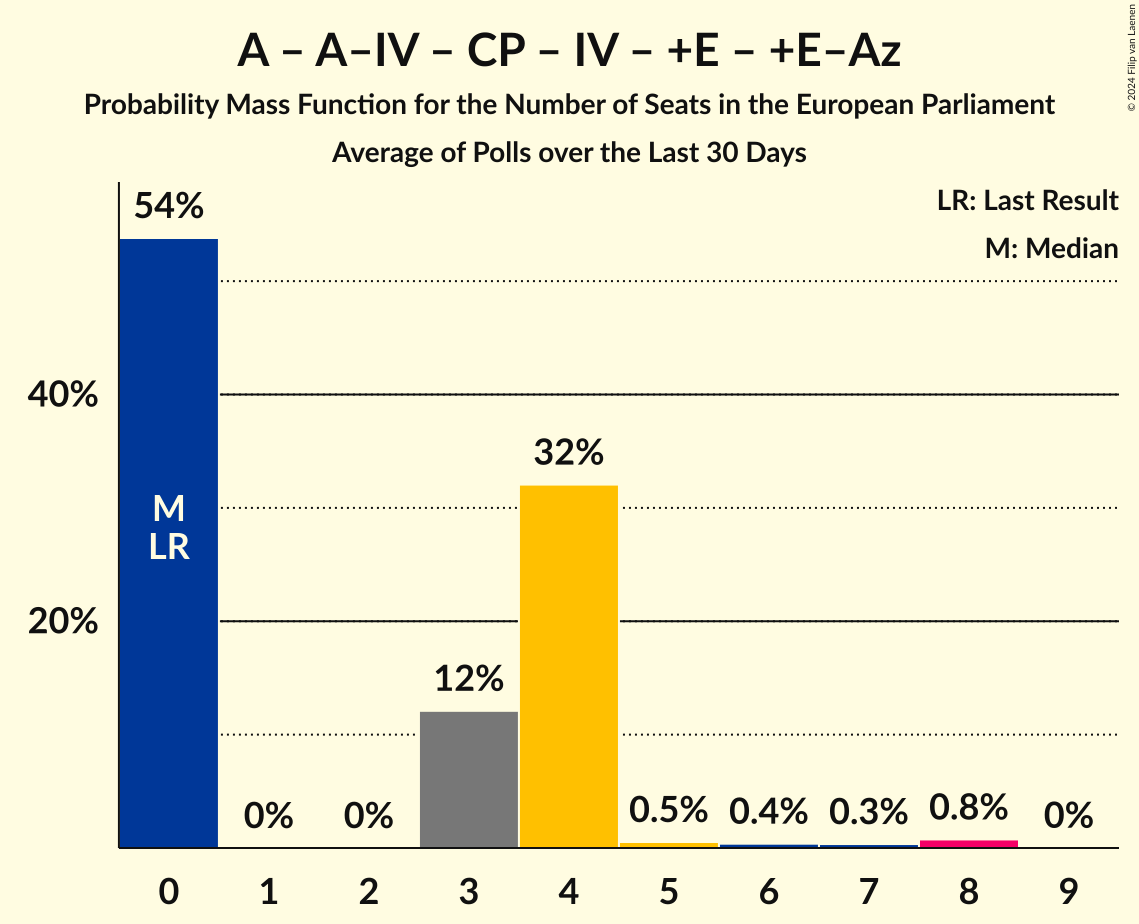 A – A–IV – CP – IV – +E – +E–Az
Probability Mass Function for the Number of Seats in the European Parliament
Average of Polls over the Last 30 Days
© 2024 Filip van Laenen
LR: Last Result
M: Median
54%
40%
20%
M
LR
0%
0%
12%
32%
0.5%
0.4%
0.3%
0.8%
0%
0 1 2 3 4 5 6 7 8 9